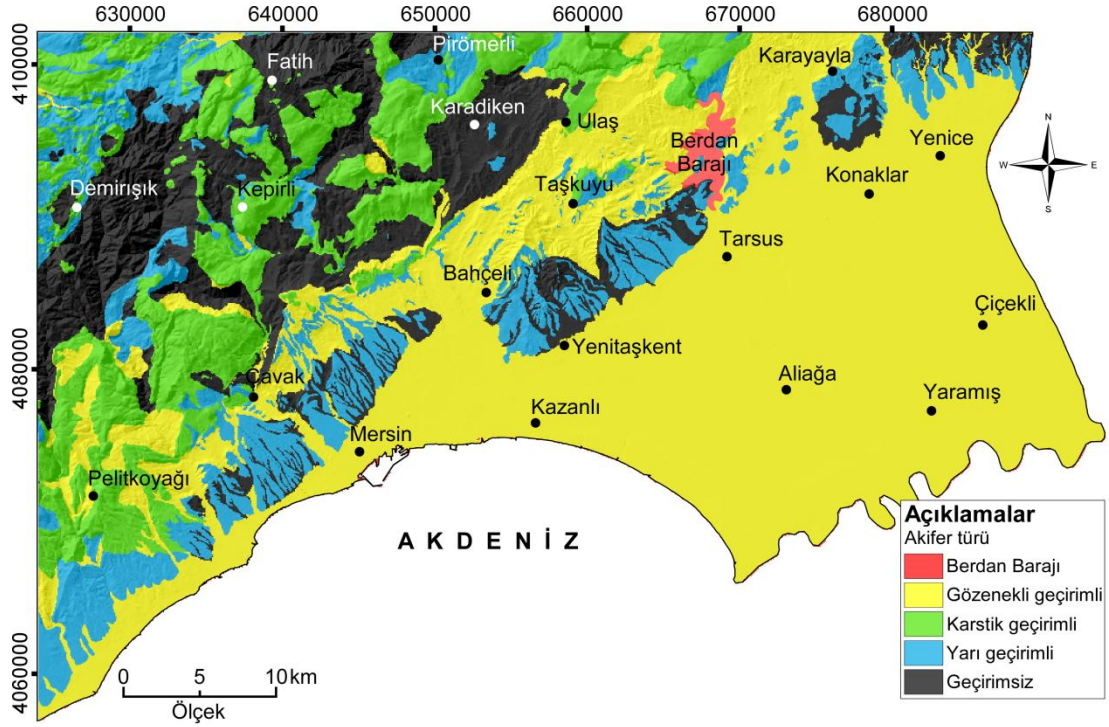 630000
640000
650000
660000
670000
680000
4100000
4080000
4060000
Pirömerli
Karayayla
Fatih
Karadiken
Ulaş
Berdan
Barajı
Yenice
N
W
E
S
Demirışık
Kepirli
Taşkuyu
Konaklar
Tarsus
Bahçeli
Çiçekli
Yenitaşkent
Çavak
Aliağa
Yaramış
Kazanlı
Mersin
Pelitkoyağı
AKDENİZ
Açıklamalar
Akifer türü
Berdan Barajı
Gözenekli geçirimli
Karstik geçirimli
Yarı geçirimli
Geçirimsiz
0 5 10 km
Ölçek